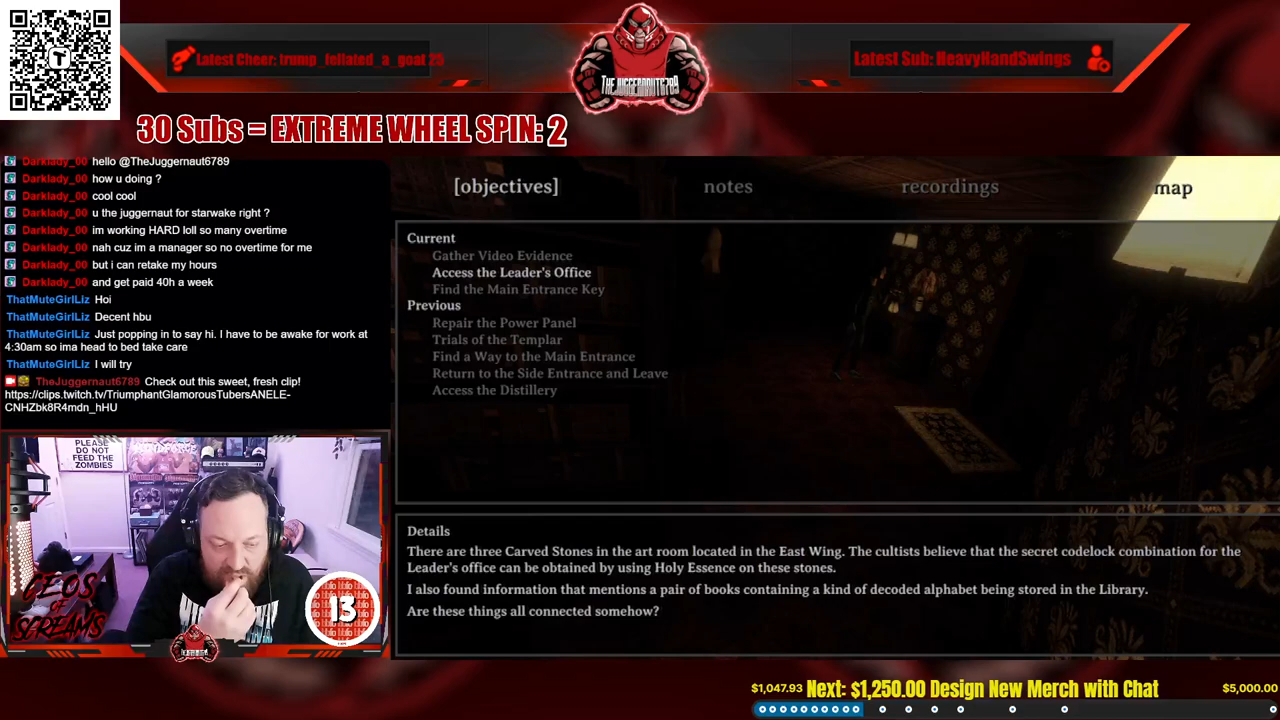 Latest Cheer: trump_fellated_a_goat 25
THEJUGGERNAUT6789
Latest Sub: HeavyHandSwings
30 Subs = EXTREME WHEEL SPIN: 2
Darklady_00 hello @TheJuggernaut6789
Darklady_00 how u doing ?
Darklady_00 cool cool
Darklady_00 u the juggernaut for starwake right ?
Darklady_00 im working HARD loll so many overtime
Darklady_00 nah cuz im a manager so no overtime for me
Darklady_00 but i can retake my hours
Darklady_00 and get paid 40h a week
ThatMuteGirlLiz Hoi
ThatMuteGirlLiz Decent hbu
ThatMuteGirlLiz Just popping in to say hi. I have to be awake for work at
4:30am so ima head to bed take care
ThatMuteGirlLiz I will try
TheJuggernaut6789 Check out this sweet, fresh clip!
https://clips.twitch.tv/TriumphantGlamorousTubersANELE-
CNHZbk8R4mdn_hHU
[objectives] notes recordings map
Current
Gather Video Evidence
Access the Leader's Office
Find the Main Entrance Key
Previous
Repair the Power Panel
Trials of the Templar
Find a Way to the Main Entrance
Return to the Side Entrance and Leave
Access the Distillery
Details
There are three Carved Stones in the art room located in the East Wing. The cultists believe that the secret codelock combination for the
Leader's office can be obtained by using Holy Essence on these stones.
I also found information that mentions a pair of books containing a kind of decoded alphabet being stored in the Library.
Are these things all connected somehow?
PLEASE
DO NOT
FEED THE
ZOMBIES
GEOS
OF
SCREAMS
13
$1,047.93 Next: $1,250.00 Design New Merch with Chat $5,000.00